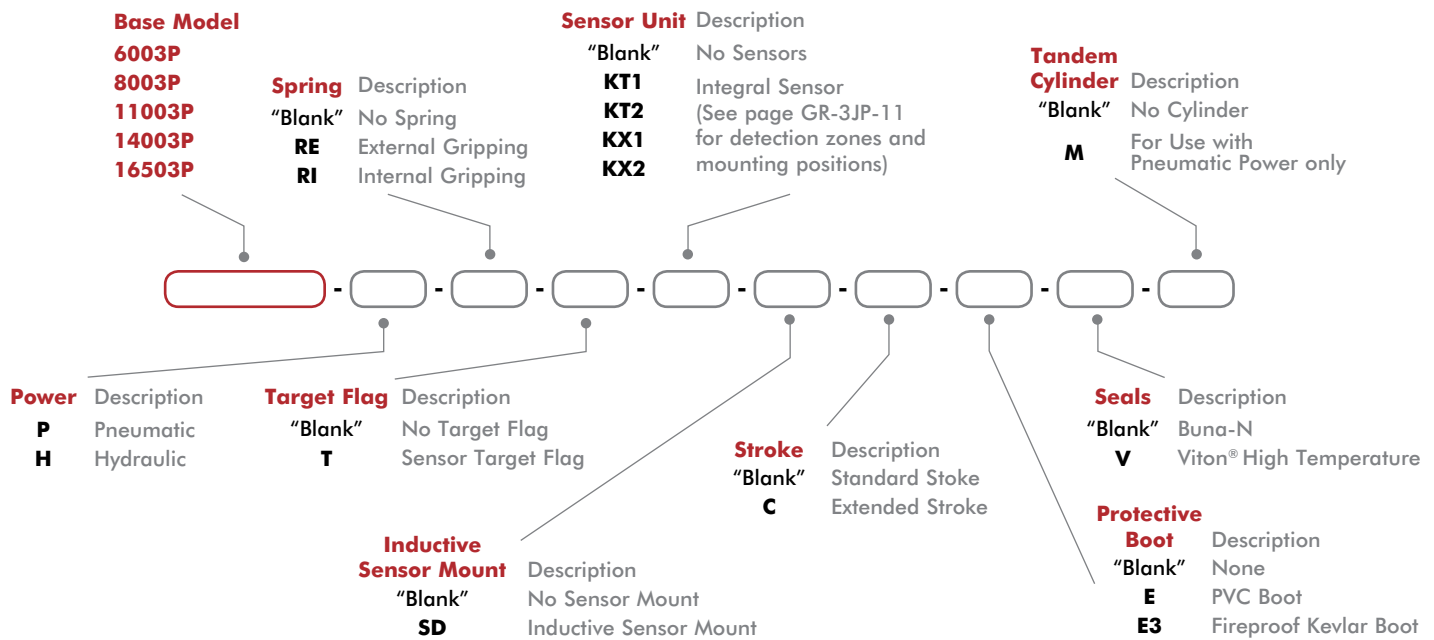 Base Model
6003P
8003P
11003P
14003P
16503P
Spring Description
“Blank” No Spring
RE External Gripping
RI Internal Gripping
Sensor Unit Description
“Blank” No Sensors
KT1 Integral Sensor
KT2 (See page GR-3JP-11
KX1 for detection zones and
KX2 mounting positions)
Tandem
Cylinder Description
“Blank” No Cylinder
M For Use with
Pneumatic Power only
- - - - - - - - -
Power Description
P Pneumatic
H Hydraulic
Target Flag Description
“Blank” No Target Flag
T Sensor Target Flag
Inductive
Sensor Mount Description
“Blank” No Sensor Mount
SD Inductive Sensor Mount
Stroke Description
“Blank” Standard Stoke
C Extended Stroke
Protective
Boot Description
“Blank” None
E PVC Boot
E3 Fireproof Kevlar Boot
Seals Description
“Blank” Buna-N
V Viton® High Temperature